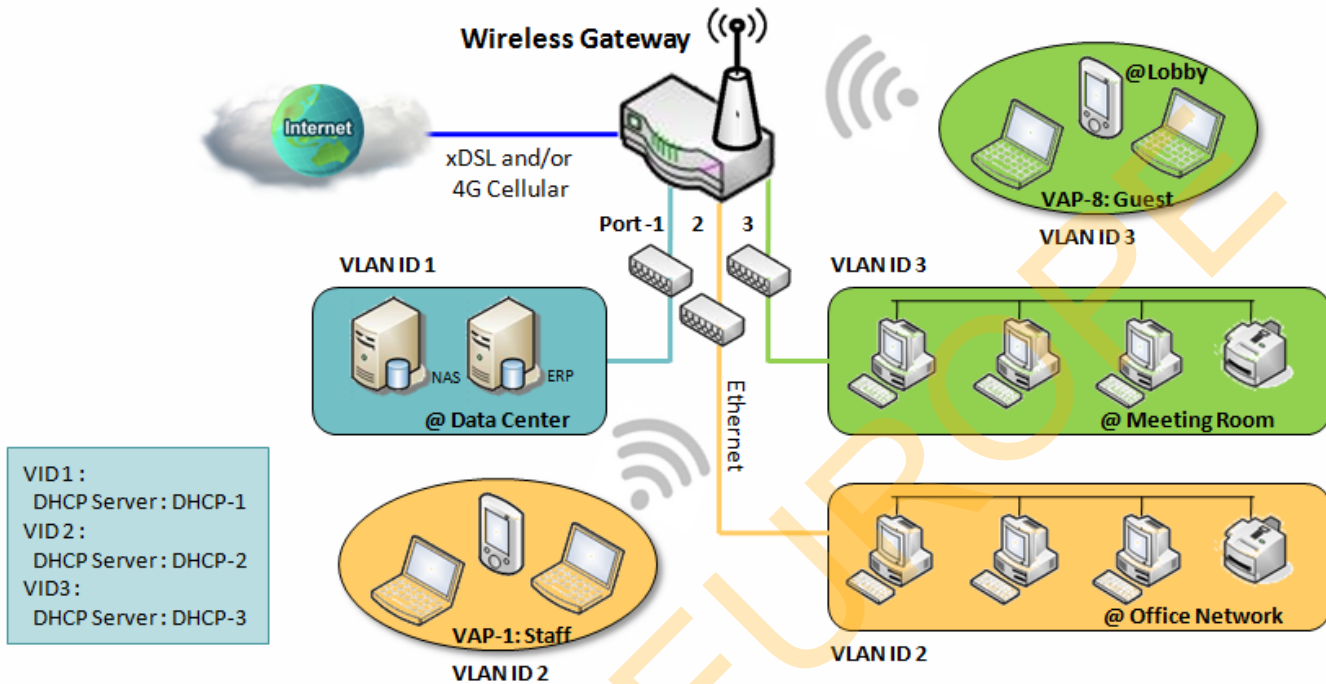 Wireless Gateway
@Lobby
Internet
xDSL and/or
4G Cellular
VAP-8: Guest
VLAN ID 3
Port -1 2 3
VLAN ID 1
VLAN ID 3
NAS
ERP
@ Data Center
Ethernet
@ Meeting Room
VID1 :
DHCP Server : DHCP-1
VID 2 :
DHCP Server : DHCP-2
VID3 :
DHCP Server : DHCP-3
VAP-1: Staff
VLAN ID 2
@ Office Network
VLAN ID 2
EUROPE